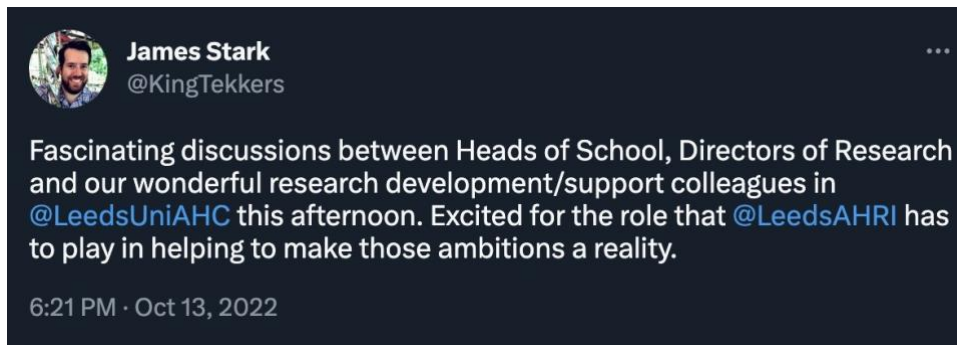 James Stark
@KingTekkers
Fascinating discussions between Heads of School, Directors of Research
and our wonderful research development/support colleagues in
@LeedsUniAHC this afternoon. Excited for the role that @LeedsAHRI has
to play in helping to make those ambitions a reality.
6:21 PM · Oct 13, 2022